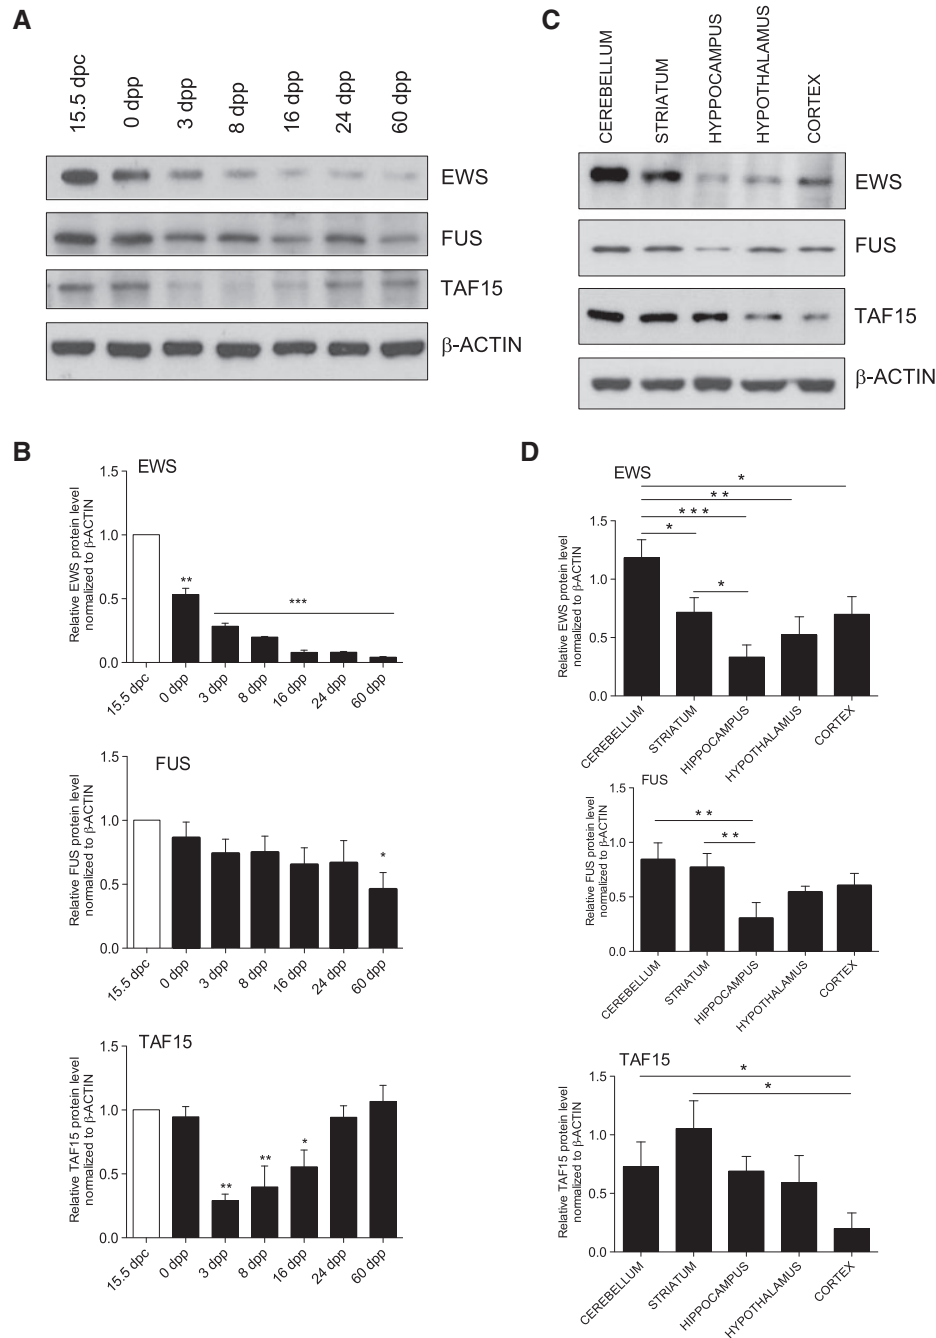 A
15.5 dpc
0 dpp
3 dpp
8 dpp
16 dpp
24 dpp
60 dpp
EWS
FUS
TAF15
β-ACTIN
C
CEREBELLUM
STRIATUM
HYPPOCAMPUS
HYPOTHALAMUS
CORTEX
EWS
FUS
TAF15
β-ACTIN
B
EWS
Relative EWS protein level
normalized to β-ACTIN
1.5
1.0
0.5
0.0
**
***
15.5 dpc
0 dpp
3 dpp
8 dpp
16 dpp
24 dpp
60 dpp
FUS
Relative FUS protein level
normalized to β-ACTIN
1.5
1.0
0.5
0.0
*
15.5 dpc
0 dpp
3 dpp
8 dpp
16 dpp
24 dpp
60 dpp
TAF15
Relative TAF15 protein level
normalized to β-ACTIN
1.5
1.0
0.5
0.0
**
**
*
15.5 dpc
0 dpp
3 dpp
8 dpp
16 dpp
24 dpp
60 dpp
D
EWS
Relative EWS protein level
normalized to β-ACTIN
1.5
1.0
0.5
0.0
*
* *
* * *
*
*
CEREBELLUM
STRIATUM
HIPPOCAMPUS
HYPOTHALAMUS
CORTEX
FUS
Relative FUS protein level
normalized to β-ACTIN
1.5
1.0
0.5
0.0
* *
* *
CEREBELLUM
STRIATUM
HIPPOCAMPUS
HYPOTHALAMUS
CORTEX
TAF15
Relative TAF15 protein level
normalized to β-ACTIN
1.5
1.0
0.5
0.0
*
*
CEREBELLUM
STRIATUM
HIPPOCAMPUS
HYPOTHALAMUS
CORTEX